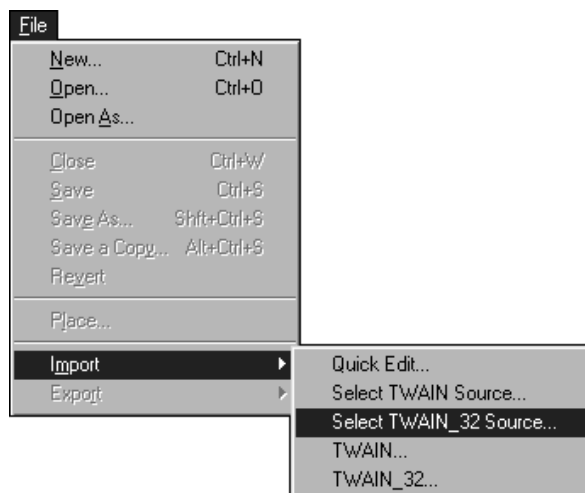 File
New... Ctrl+N
Open... Ctrl+O
Open As...
Close Ctrl+W
Save Ctrl+S
Save As... Shft+Ctrl+S
Save a Copy... Alt+Ctrl+S
Revert
Place...
Import
Export
Quick Edit...
Select TWAIN Source...
Select TWAIN_32 Source...
TWAIN...
TWAIN_32...